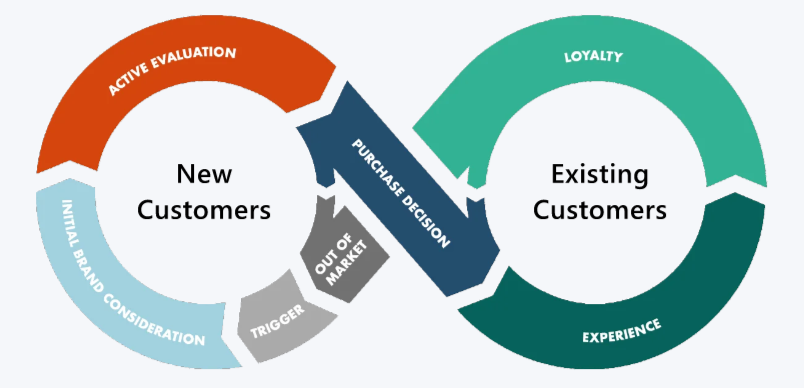 ACTIVE EVALUATION
LOYALTY
New
Customers
PURCHASE DECISION
Existing
Customers
INITIAL BRAND CONSIDERATION
OUT OF
MARKET
TRIGGER
EXPERIENCE